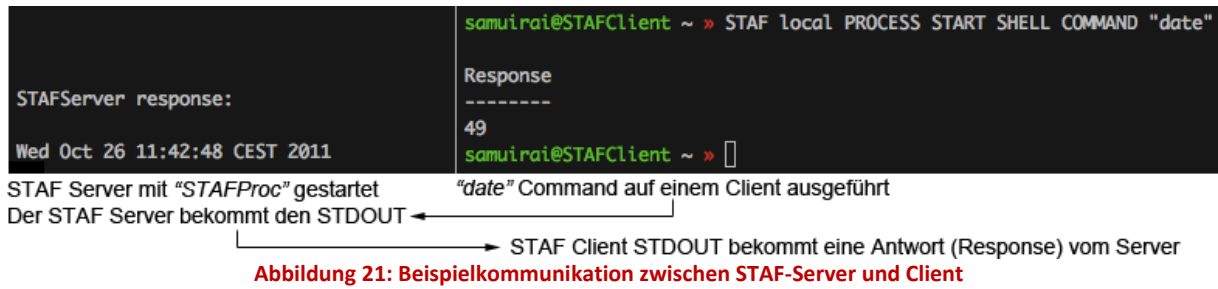 STAFServer response:
Wed Oct 26 11:42:48 CEST 2011
samuirai@STAFClient ~ » STAF local PROCESS START SHELL COMMAND "date"
Response
--------
49
samuirai@STAFClient ~ »
STAF Server mit "STAFProc" gestartet
"date" Command auf einem Client ausgeführt
Der STAF Server bekommt den STDOUT
STAF Client STDOUT bekommt eine Antwort (Response) vom Server
Abbildung 21: Beispielkommunikation zwischen STAF-Server und Client